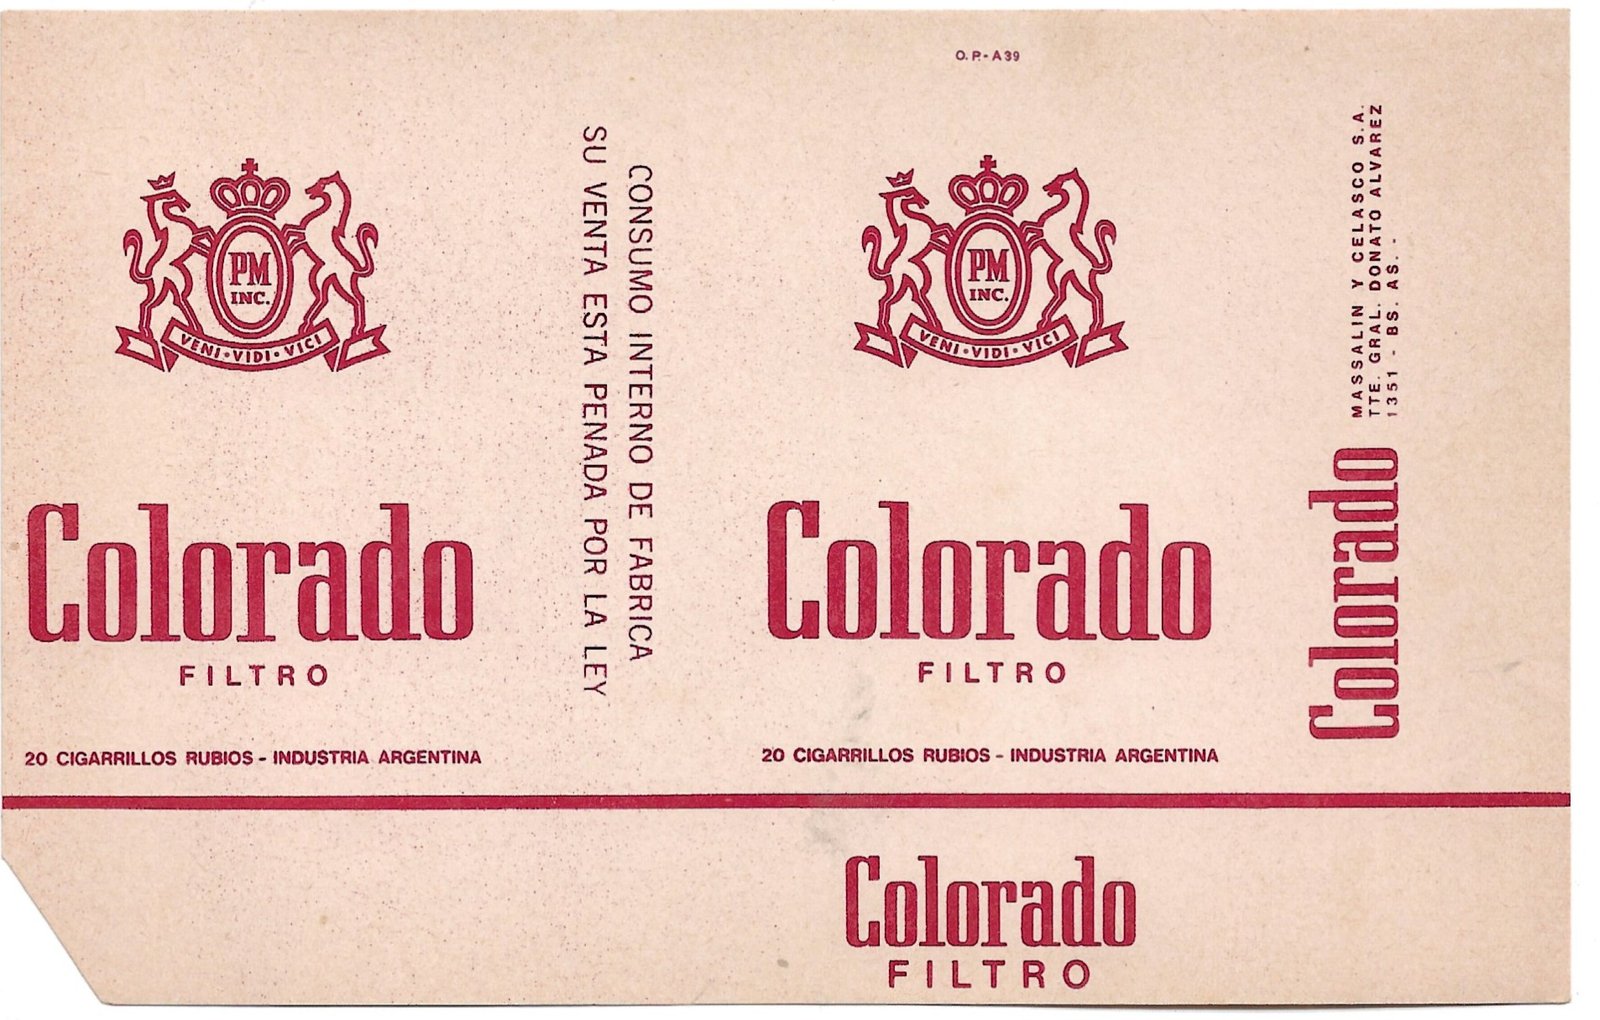 O.P.-A39
PM
INC.
VENI·VIDI·VICI
Colorado
FILTRO
20 CIGARRILLOS RUBIOS - INDUSTRIA ARGENTINA
CONSUMO INTERNO DE FABRICA
SU VENTA ESTA PENADA POR LA LEY
PM
INC.
VENI·VIDI·VICI
Colorado
FILTRO
20 CIGARRILLOS RUBIOS - INDUSTRIA ARGENTINA
Colorado
MASSALIN Y CELASCO S.A.
TTE. GRAL. DONATO ALVAREZ
1351 - BS. AS. -
Colorado
FILTRO